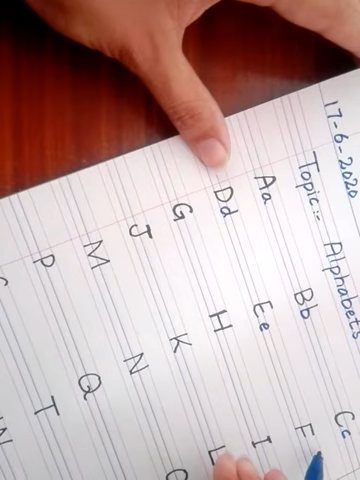 17-6-2020
Topic:- Alphabets
Aa Bb Cc
Dd Ee F
G H I
J K L
M N O
P Q
T
W